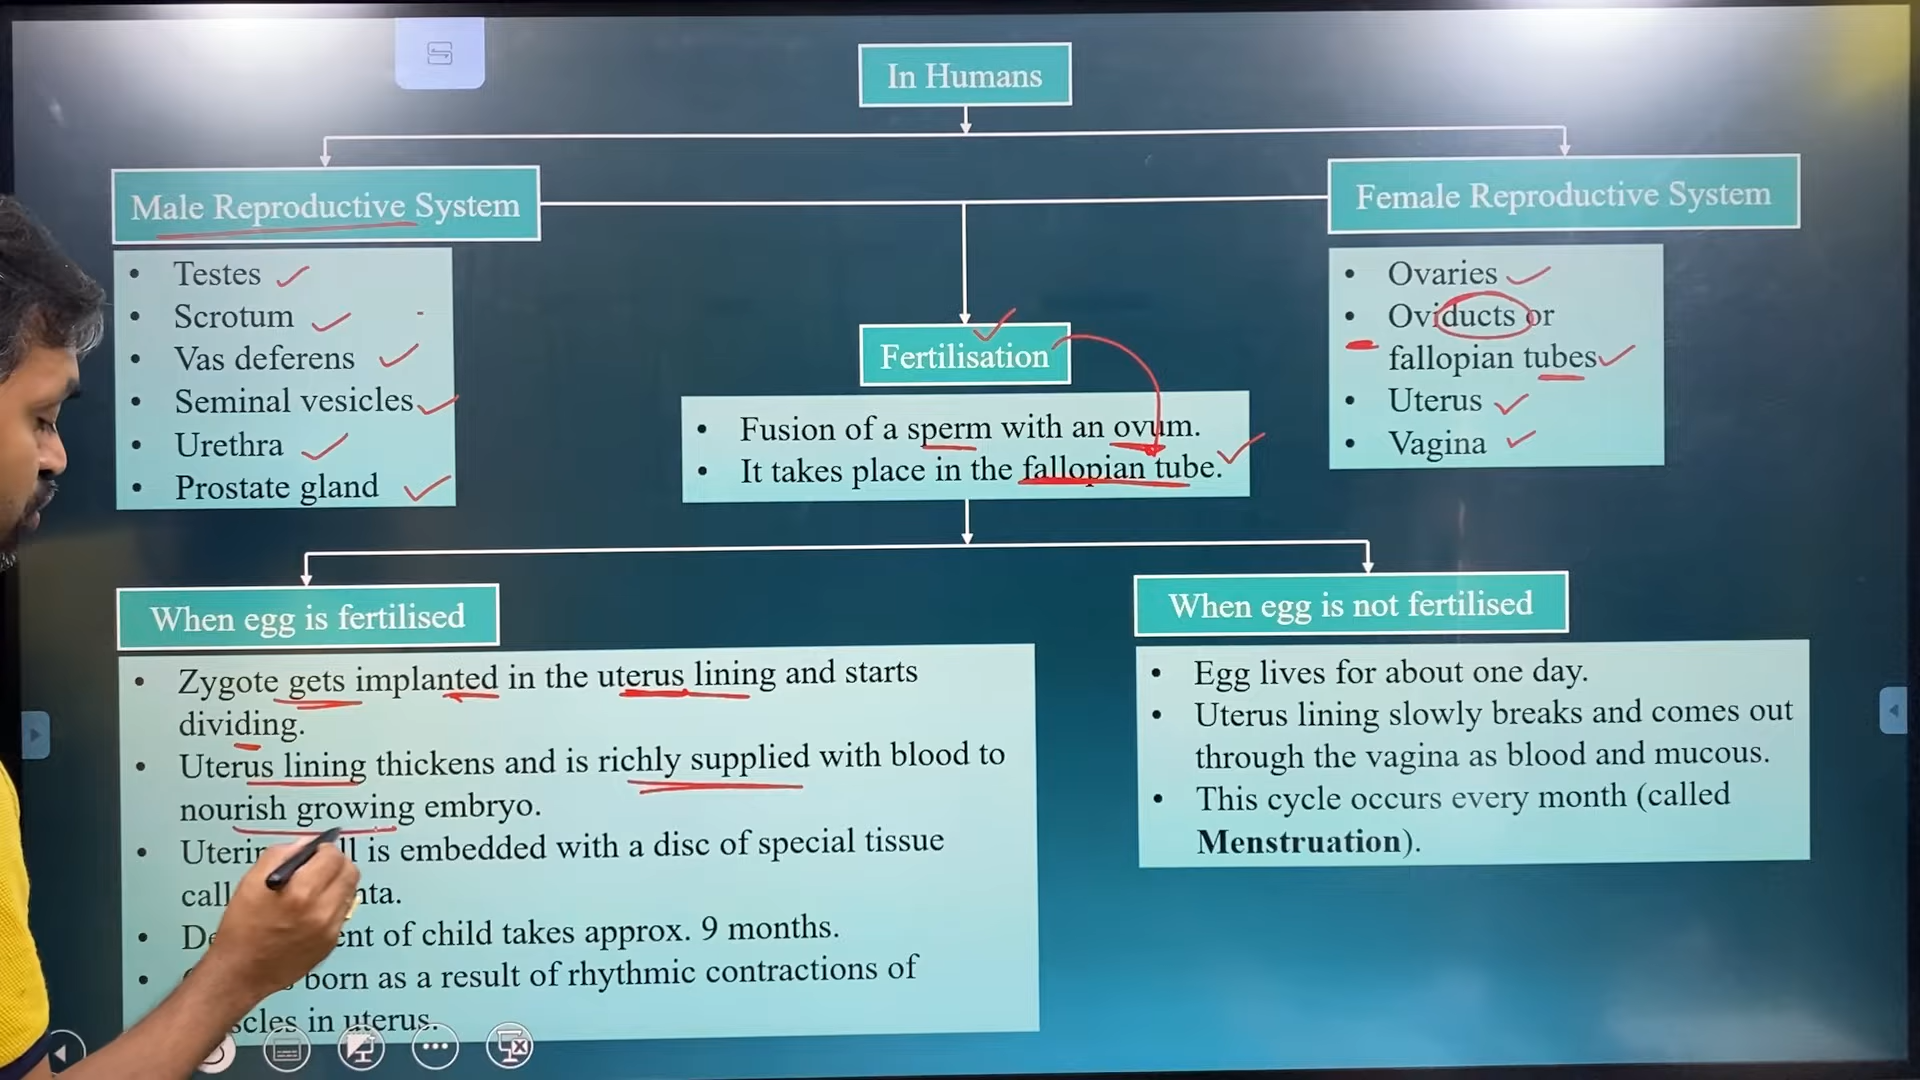 In Humans
Male Reproductive System
Female Reproductive System
• Testes
• Scrotum
• Vas deferens
• Seminal vesicles
• Urethra
• Prostate gland
• Ovaries
• Oviducts or
fallopian tubes
• Uterus
• Vagina
Fertilisation
• Fusion of a sperm with an ovum.
• It takes place in the fallopian tube.
When egg is fertilised
• Zygote gets implanted in the uterus lining and starts
dividing.
• Uterus lining thickens and is richly supplied with blood to
nourish growing embryo.
• is embedded with a disc of special tissue
• of child takes approx. 9 months.
• born as a result of rhythmic contractions of
in uterus.
When egg is not fertilised
• Egg lives for about one day.
• Uterus lining slowly breaks and comes out
through the vagina as blood and mucous.
• This cycle occurs every month (called
Menstruation).